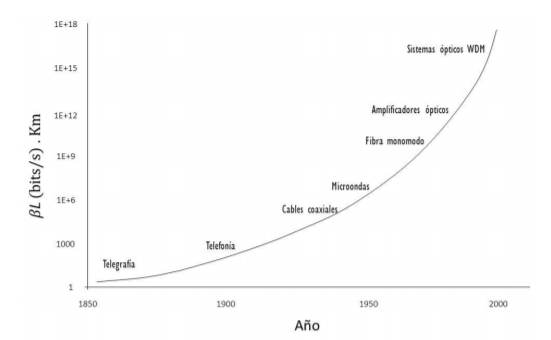 1E+18
Sistemas ópticos WDM
1E+15
Amplificadores ópticos
1E+12
Fibra monomodo
1E+9
Microondas
1E+6
Cables coaxiales
1000
Telefonía
Telegrafía
1
1850 1900 1950 2000
Año
βL (bits/s) . Km